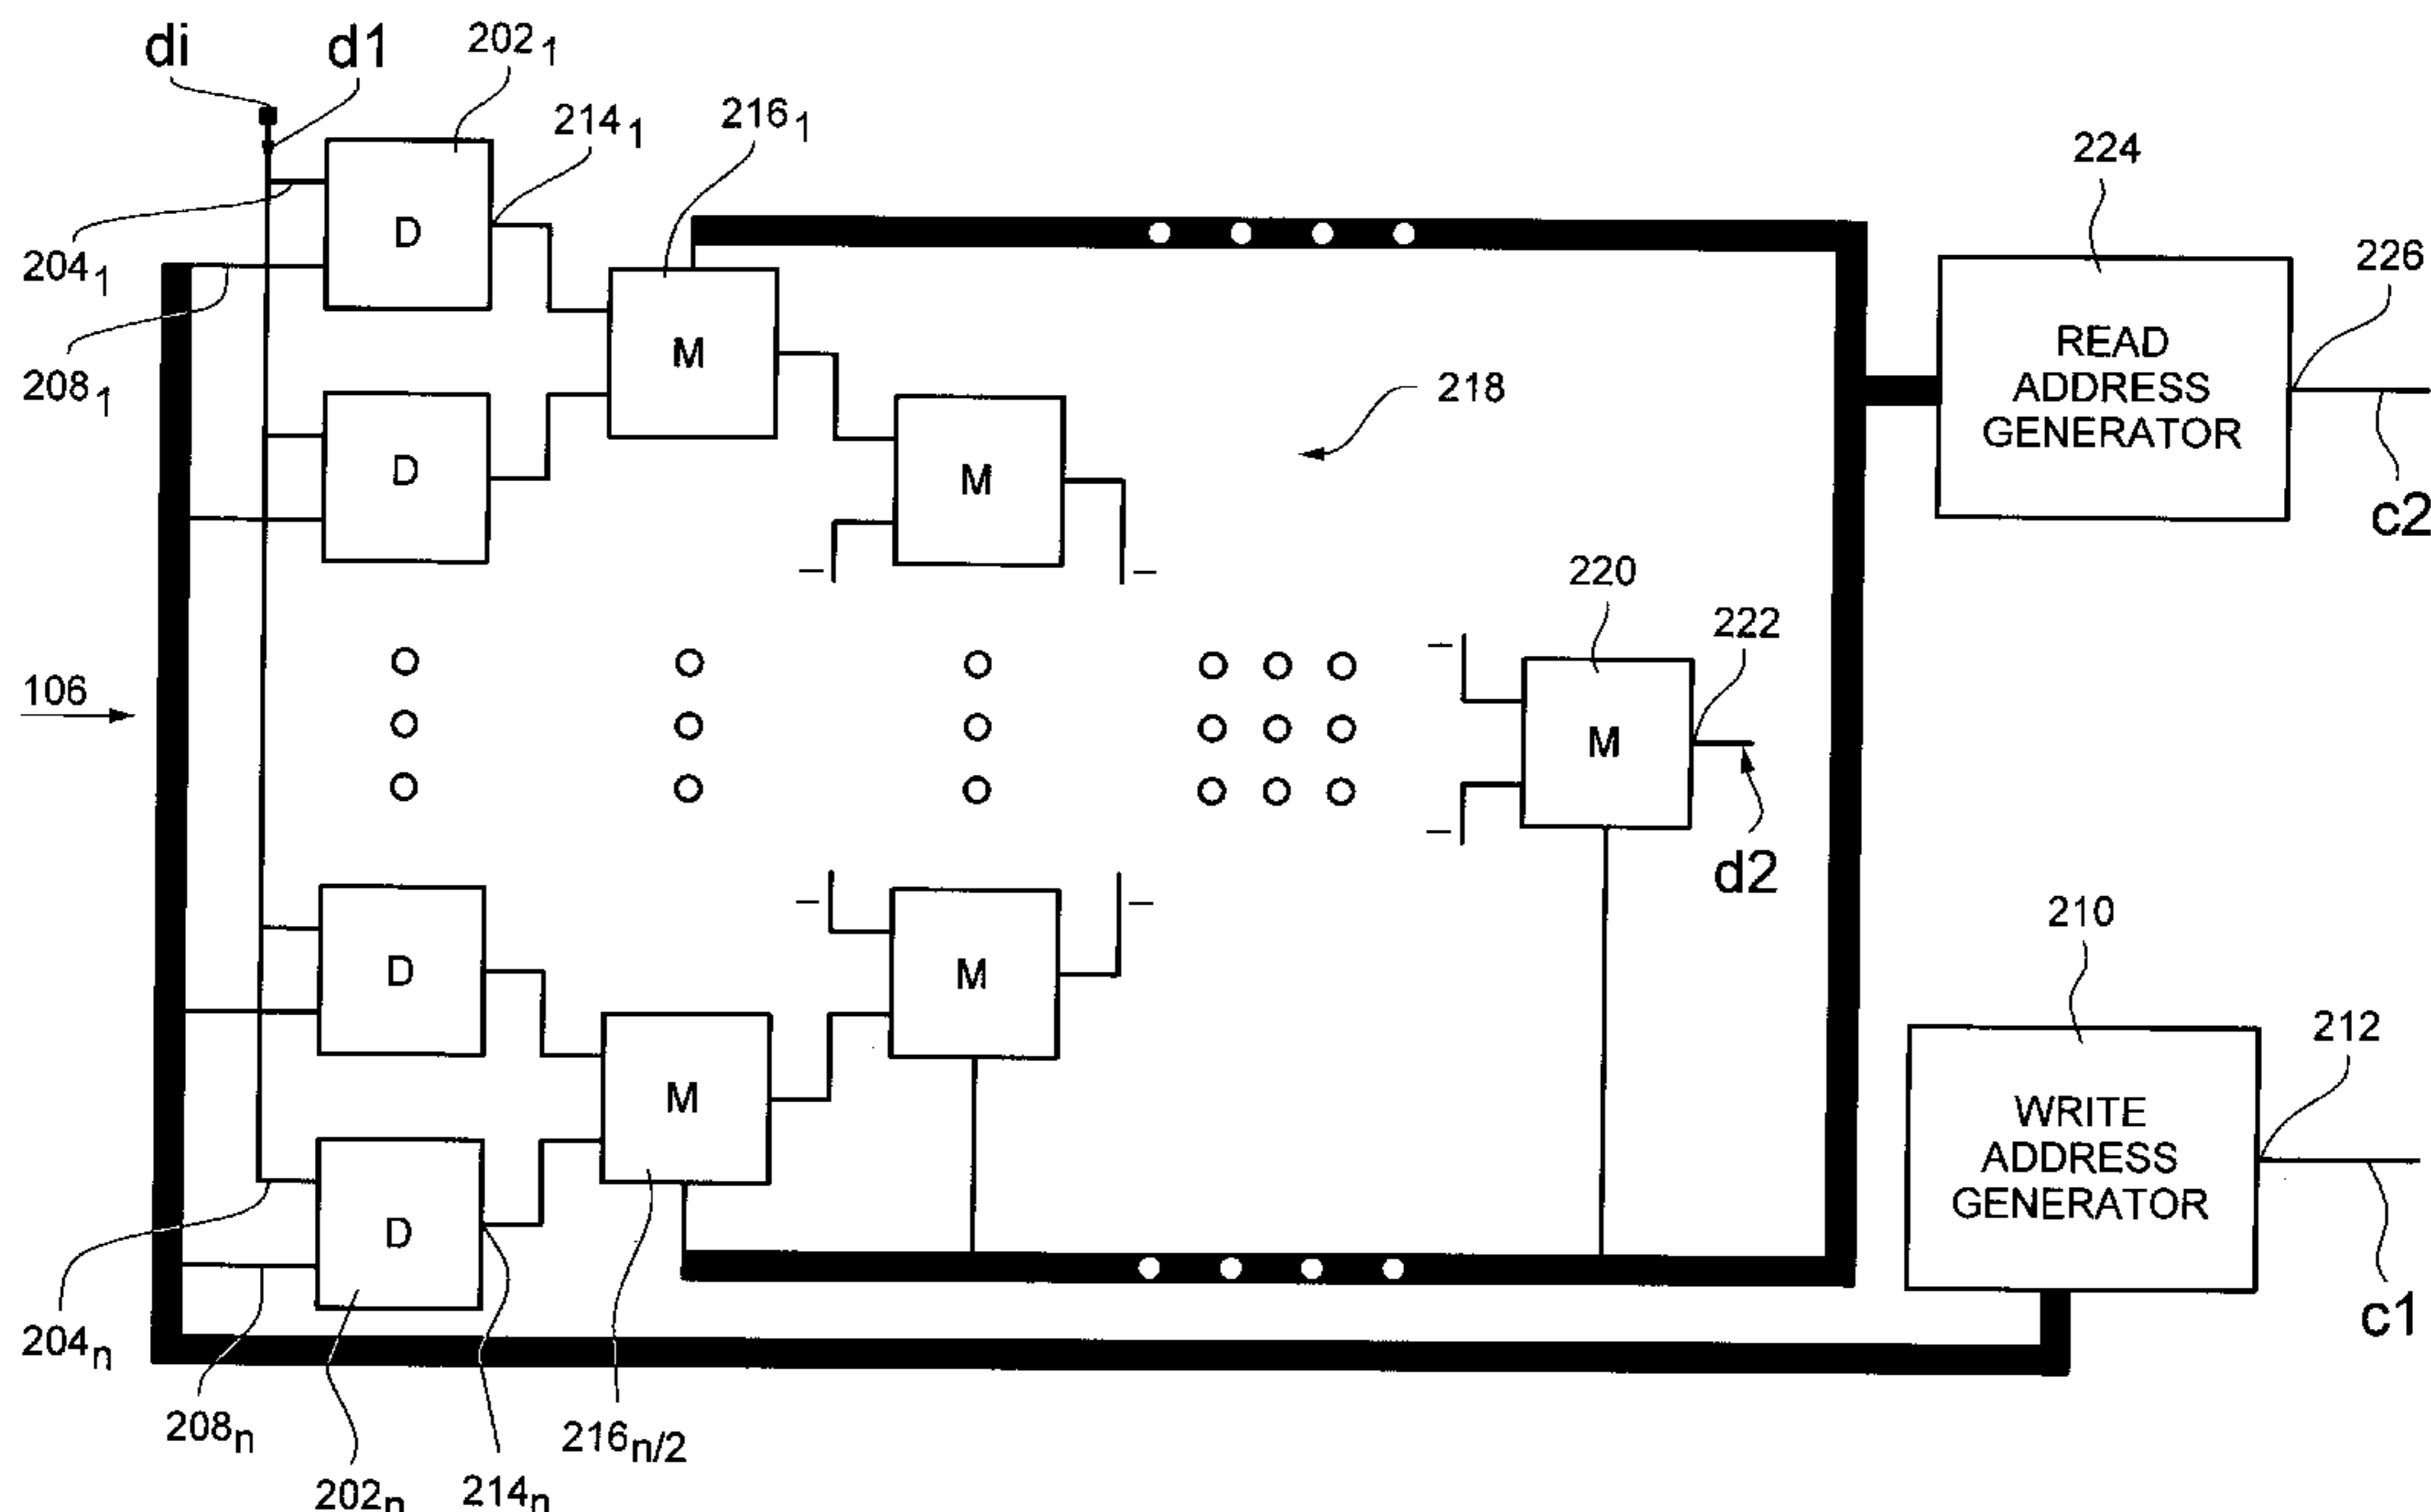 di
d1
202₁
214₁
216₁
224
226
D
204₁
208₁
M
READ
ADDRESS
GENERATOR
218
c2
D
M
220
222
106
M
d2
210
212
D
M
M
WRITE
ADDRESS
GENERATOR
D
c1
204ₙ
208ₙ
202ₙ
214ₙ
216ₙ/₂